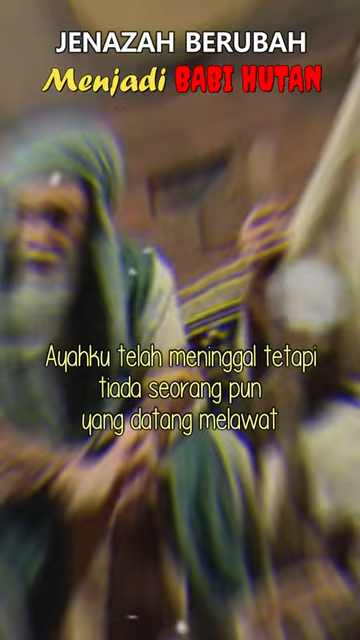 JENAZAH BERUBAH
Menjadi BABI HUTAN
Ayahku telah meninggal tetapi
tiada seorang pun
yang datang melawat